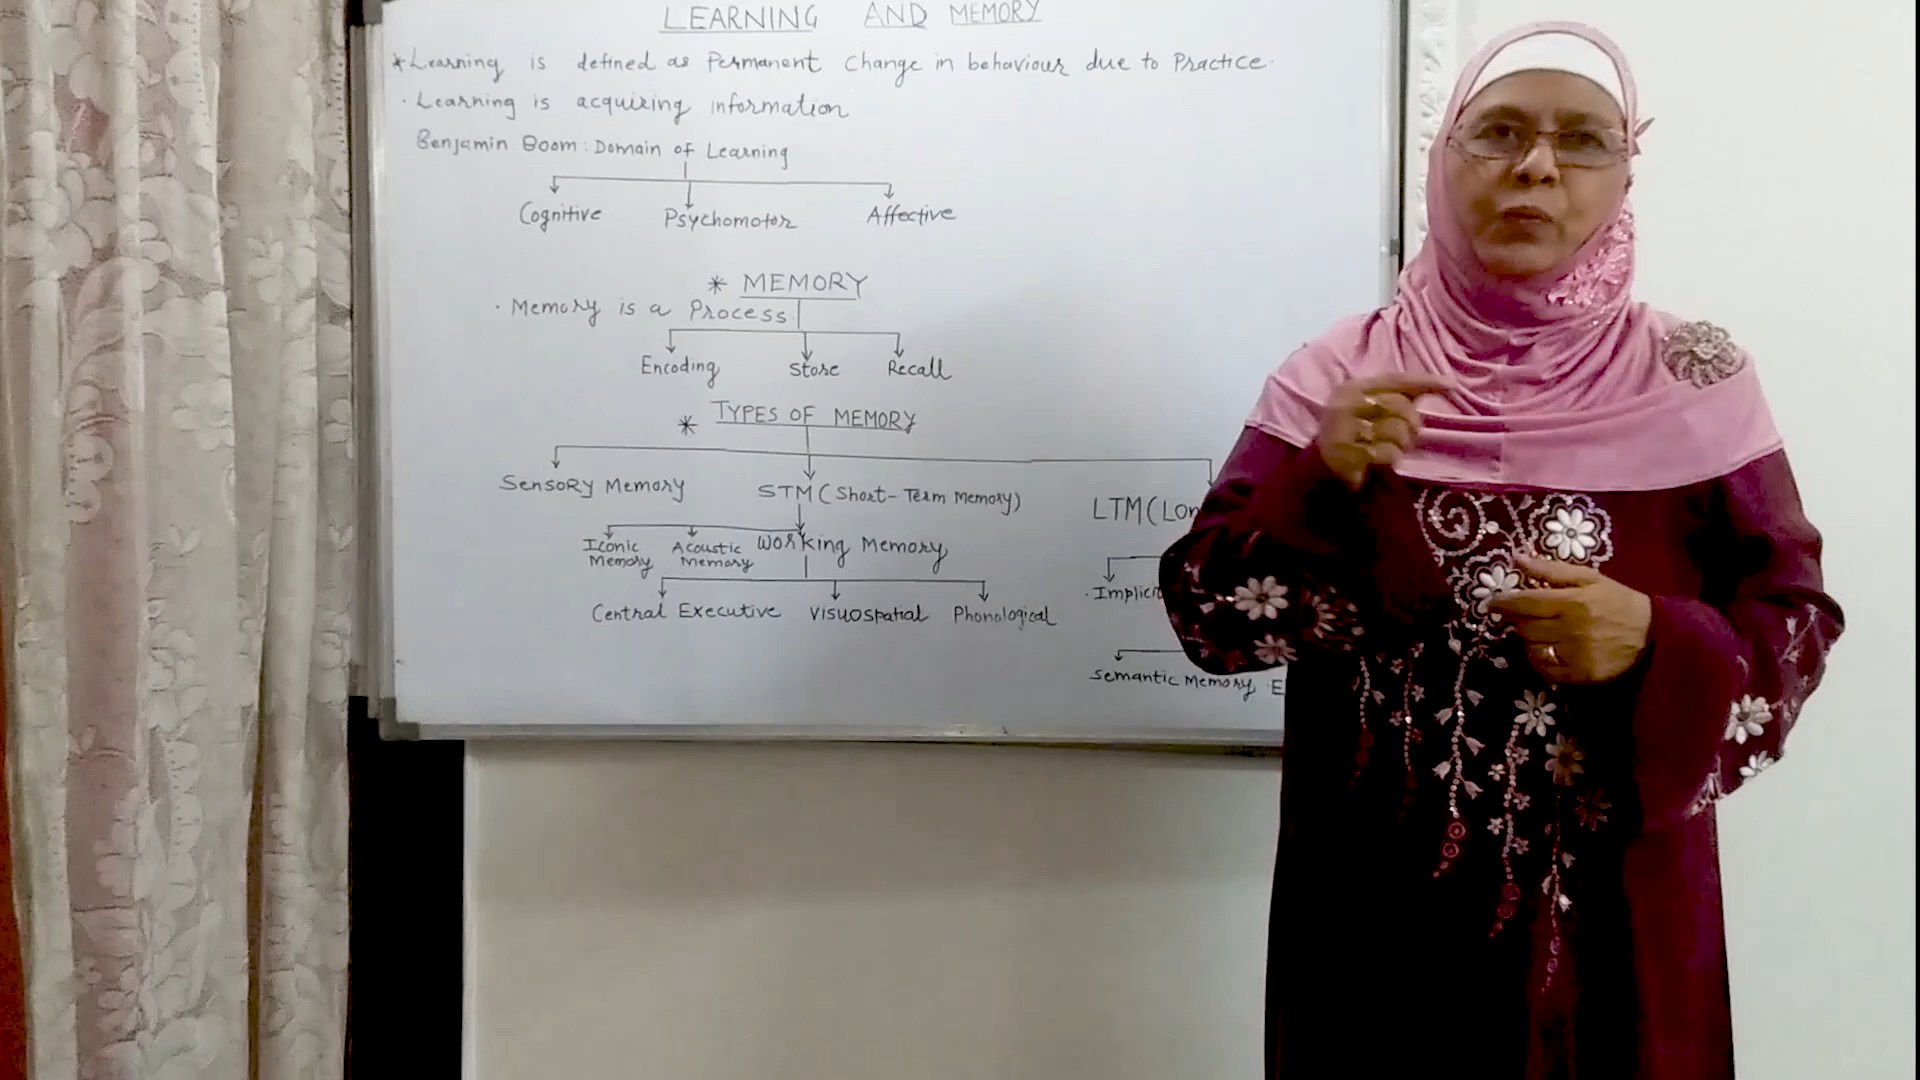 LEARNING AND MEMORY
*Learning is defined as Permanent Change in behaviour due to Practice.
· Learning is acquiring information
Benjamin Boom : Domain of Learning
Cognitive Psychomotor Affective
* MEMORY
· Memory is a Process
Encoding Store Recall
* TYPES OF MEMORY
Sensory Memory STM (Short-Term Memory) LTM (Lon
Iconic Memory Acoustic Memory Working Memory
· Implicit
Central Executive Visuospatial Phonological
Semantic Memory · E